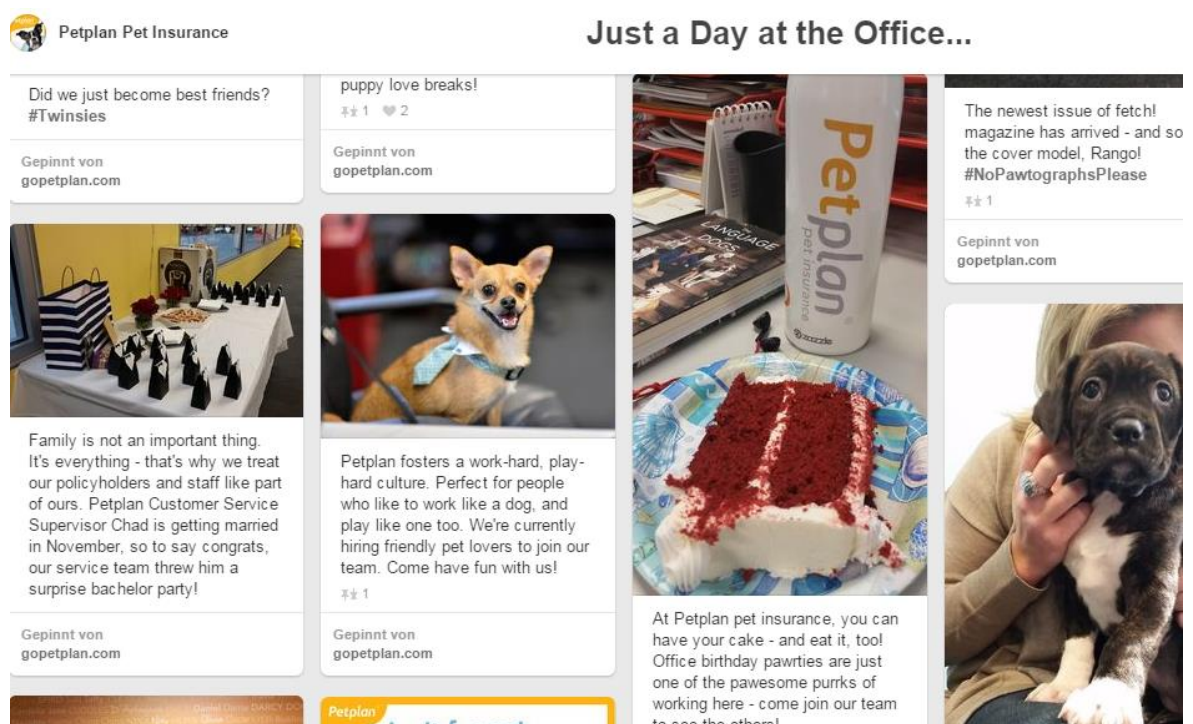 Petplan Pet Insurance
Just a Day at the Office...
Did we just become best friends?
#Twinsies
Gepinnt von
gopetplan.com
Family is not an important thing.
It's everything - that's why we treat
our policyholders and staff like part
of ours. Petplan Customer Service
Supervisor Chad is getting married
in November, so to say congrats,
our service team threw him a
surprise bachelor party!
Gepinnt von
gopetplan.com
puppy love breaks!
1 2
Gepinnt von
gopetplan.com
Petplan fosters a work-hard, play-
hard culture. Perfect for people
who like to work like a dog, and
play like one too. We're currently
hiring friendly pet lovers to join our
team. Come have fun with us!
1
Gepinnt von
gopetplan.com
Petplan
Petplan®
pet insurance
zazzle
LANGUAGE
OF
DOGS
At Petplan pet insurance, you can
have your cake - and eat it, too!
Office birthday pawrties are just
one of the pawesome purrks of
working here - come join our team
to see the others!
The newest issue of fetch!
magazine has arrived - and so
the cover model, Rango!
#NoPawtographsPlease
1
Gepinnt von
gopetplan.com